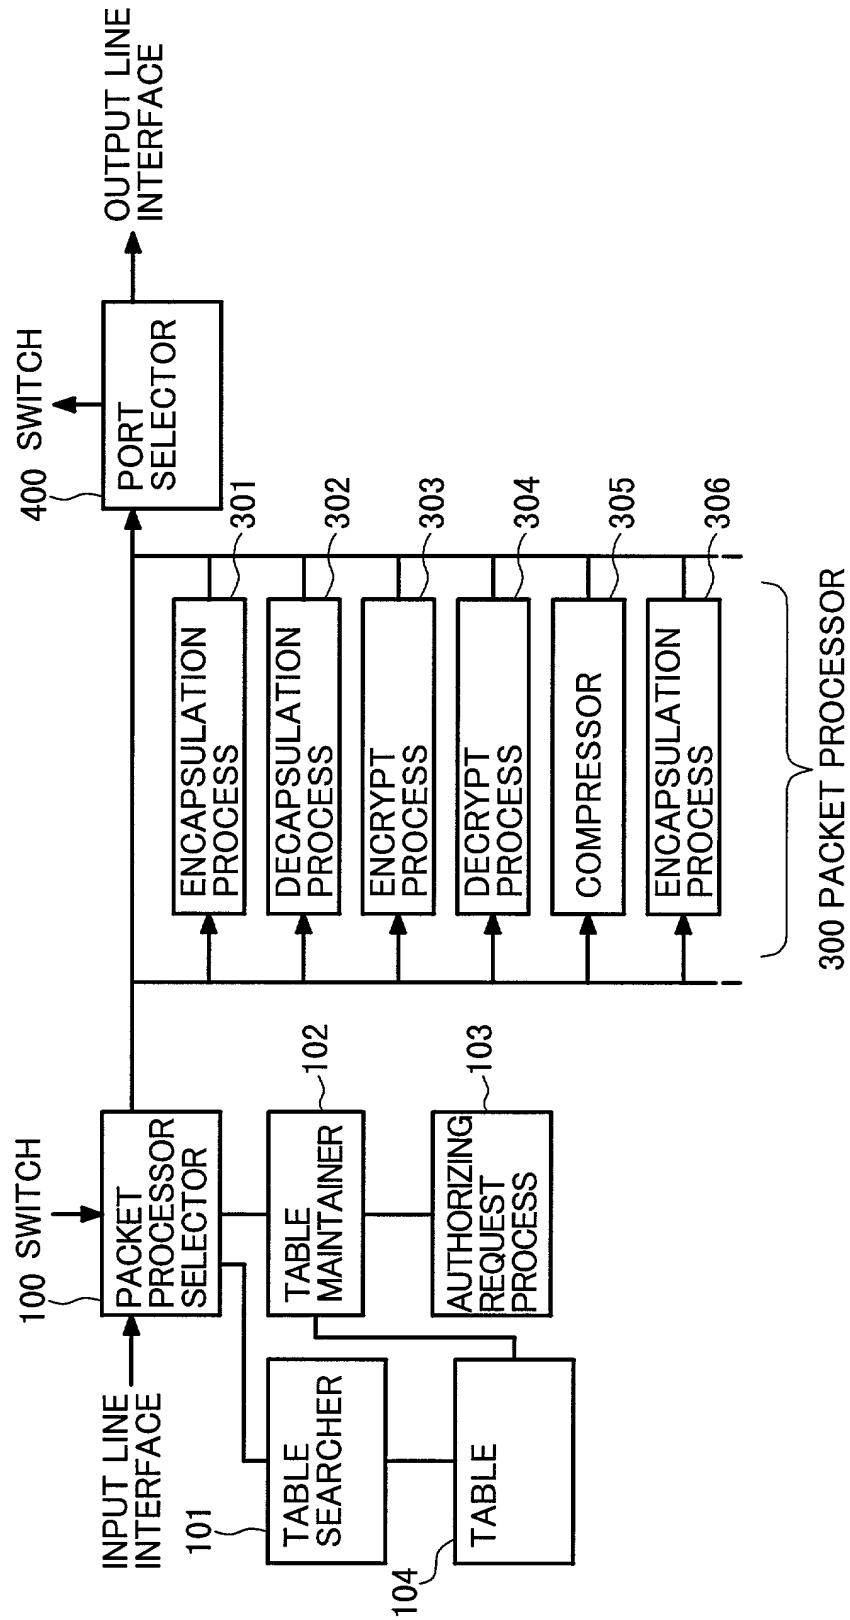 100 SWITCH
INPUT LINE
INTERFACE
PACKET
PROCESSOR
SELECTOR
101
TABLE
SEARCHER
102
TABLE
MAINTAINER
104
TABLE
103
AUTHORIZING
REQUEST
PROCESS
ENCAPSULATION
PROCESS
301
DECAPSULATION
PROCESS
302
ENCRYPT
PROCESS
303
DECRYPT
PROCESS
304
COMPRESSOR
305
ENCAPSULATION
PROCESS
306
300 PACKET PROCESSOR
400 SWITCH
PORT
SELECTOR
OUTPUT LINE
INTERFACE